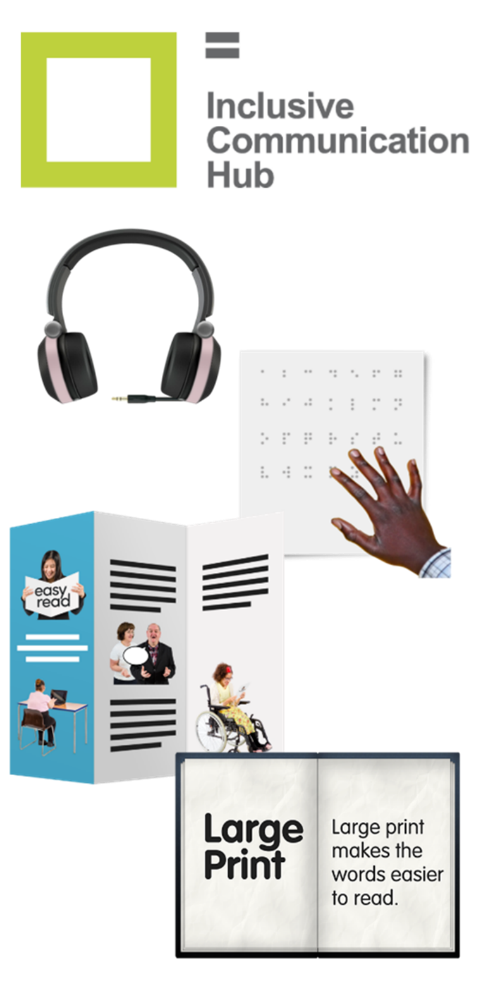 Inclusive
Communication
Hub
easy
read
Large
Print
Large print
makes the
words easier
to read.